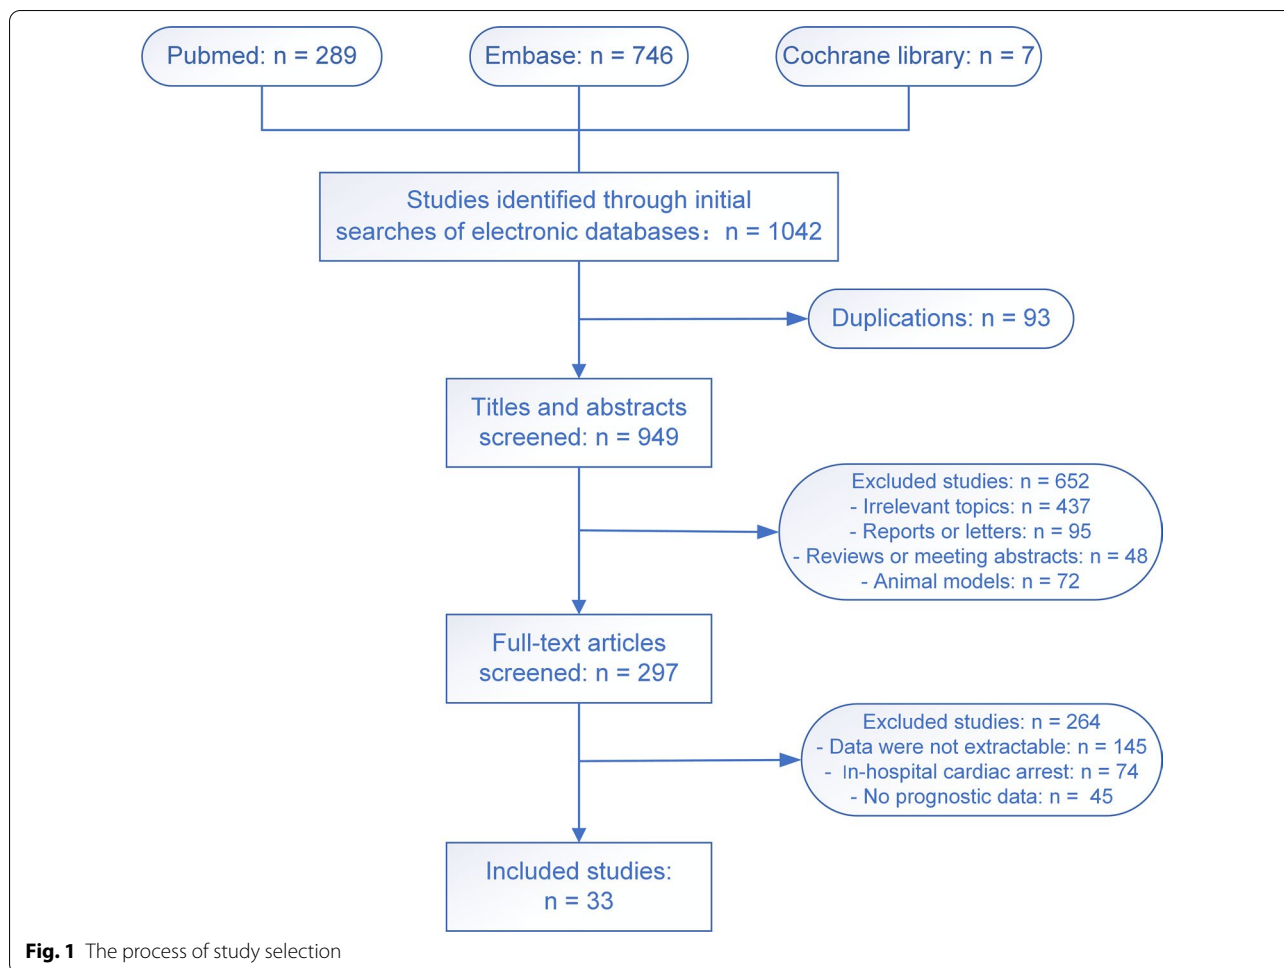 Pubmed: n = 289
Embase: n = 746
Cochrane library: n = 7
Studies identified through initial
searches of electronic databases：n = 1042
Duplications: n = 93
Titles and abstracts
screened: n = 949
Excluded studies: n = 652
- Irrelevant topics: n = 437
- Reports or letters: n = 95
- Reviews or meeting abstracts: n = 48
- Animal models: n = 72
Full-text articles
screened: n = 297
Excluded studies: n = 264
- Data were not extractable: n = 145
- In-hospital cardiac arrest: n = 74
- No prognostic data: n =  45
Included studies:
n = 33
Fig. 1 The process of study selection